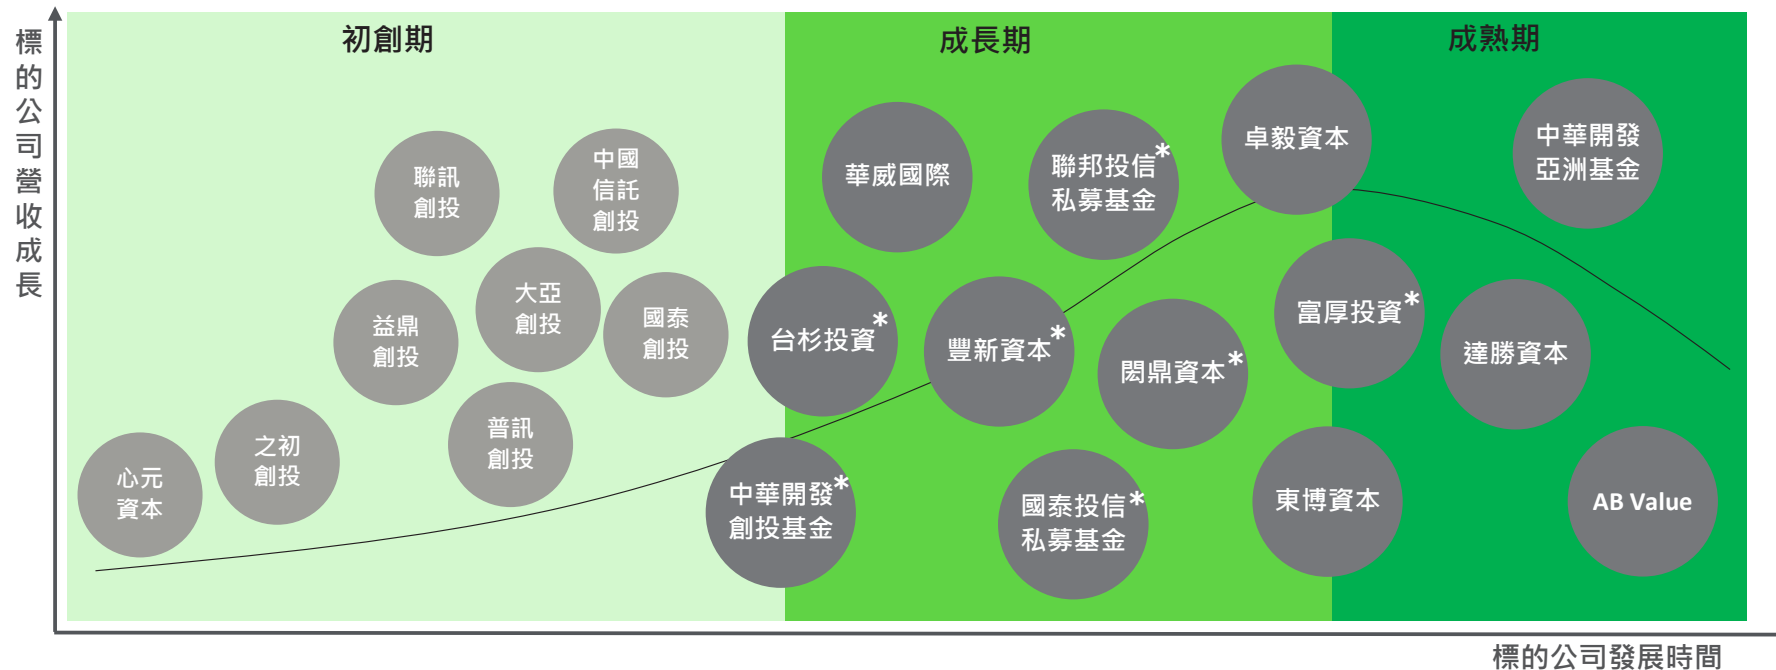 標的公司營收成長
初創期
成長期
成熟期
聯訊
創投
中國
信託
創投
益鼎
創投
大亞
創投
國泰
創投
心元
資本
之初
創投
普訊
創投
華威國際
聯邦投信*
私募基金
卓毅資本
中華開發
亞洲基金
台杉投資*
豐新資本*
閎鼎資本*
富厚投資*
達勝資本
中華開發*
創投基金
國泰投信*
私募基金
東博資本
AB Value
標的公司發展時間